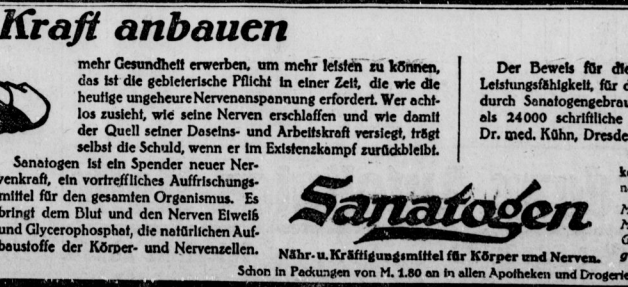 Kraft anbauen
mehr Gesundheit erwerben, um mehr leisten zu können,
das ist die gebieterische Pflicht in einer Zeit, die wie die
heutige ungeheure Nervenanspannung erfordert. Wer acht-
los zusieht, wie seine Nerven erschlaffen und wie damit
der Quell seiner Daseins- und Arbeitskraft versiegt, trägt
selbst die Schuld, wenn er im Existenzkampf zurückbleibt.
Sanatogen ist ein Spender neuer Ner-
venkraft, ein vortreffliches Auffrischungs-
mittel für den gesamten Organismus. Es
bringt dem Blut und den Nerven Eiweiß
und Glycerophosphat, die natürlichen Auf-
baustoffe der Körper- und Nervenzellen.
Der Beweis für die
Leistungsfähigkeit, für
durch Sanatogengebrau
als 24000 schriftliche
Dr. med. Kühn, Dresde
Sanatogen
Nähr- u. Kräftigungsmittel für Körper und Nerven.
Schon in Packungen von M. 1.80 an in allen Apotheken und Drogerie